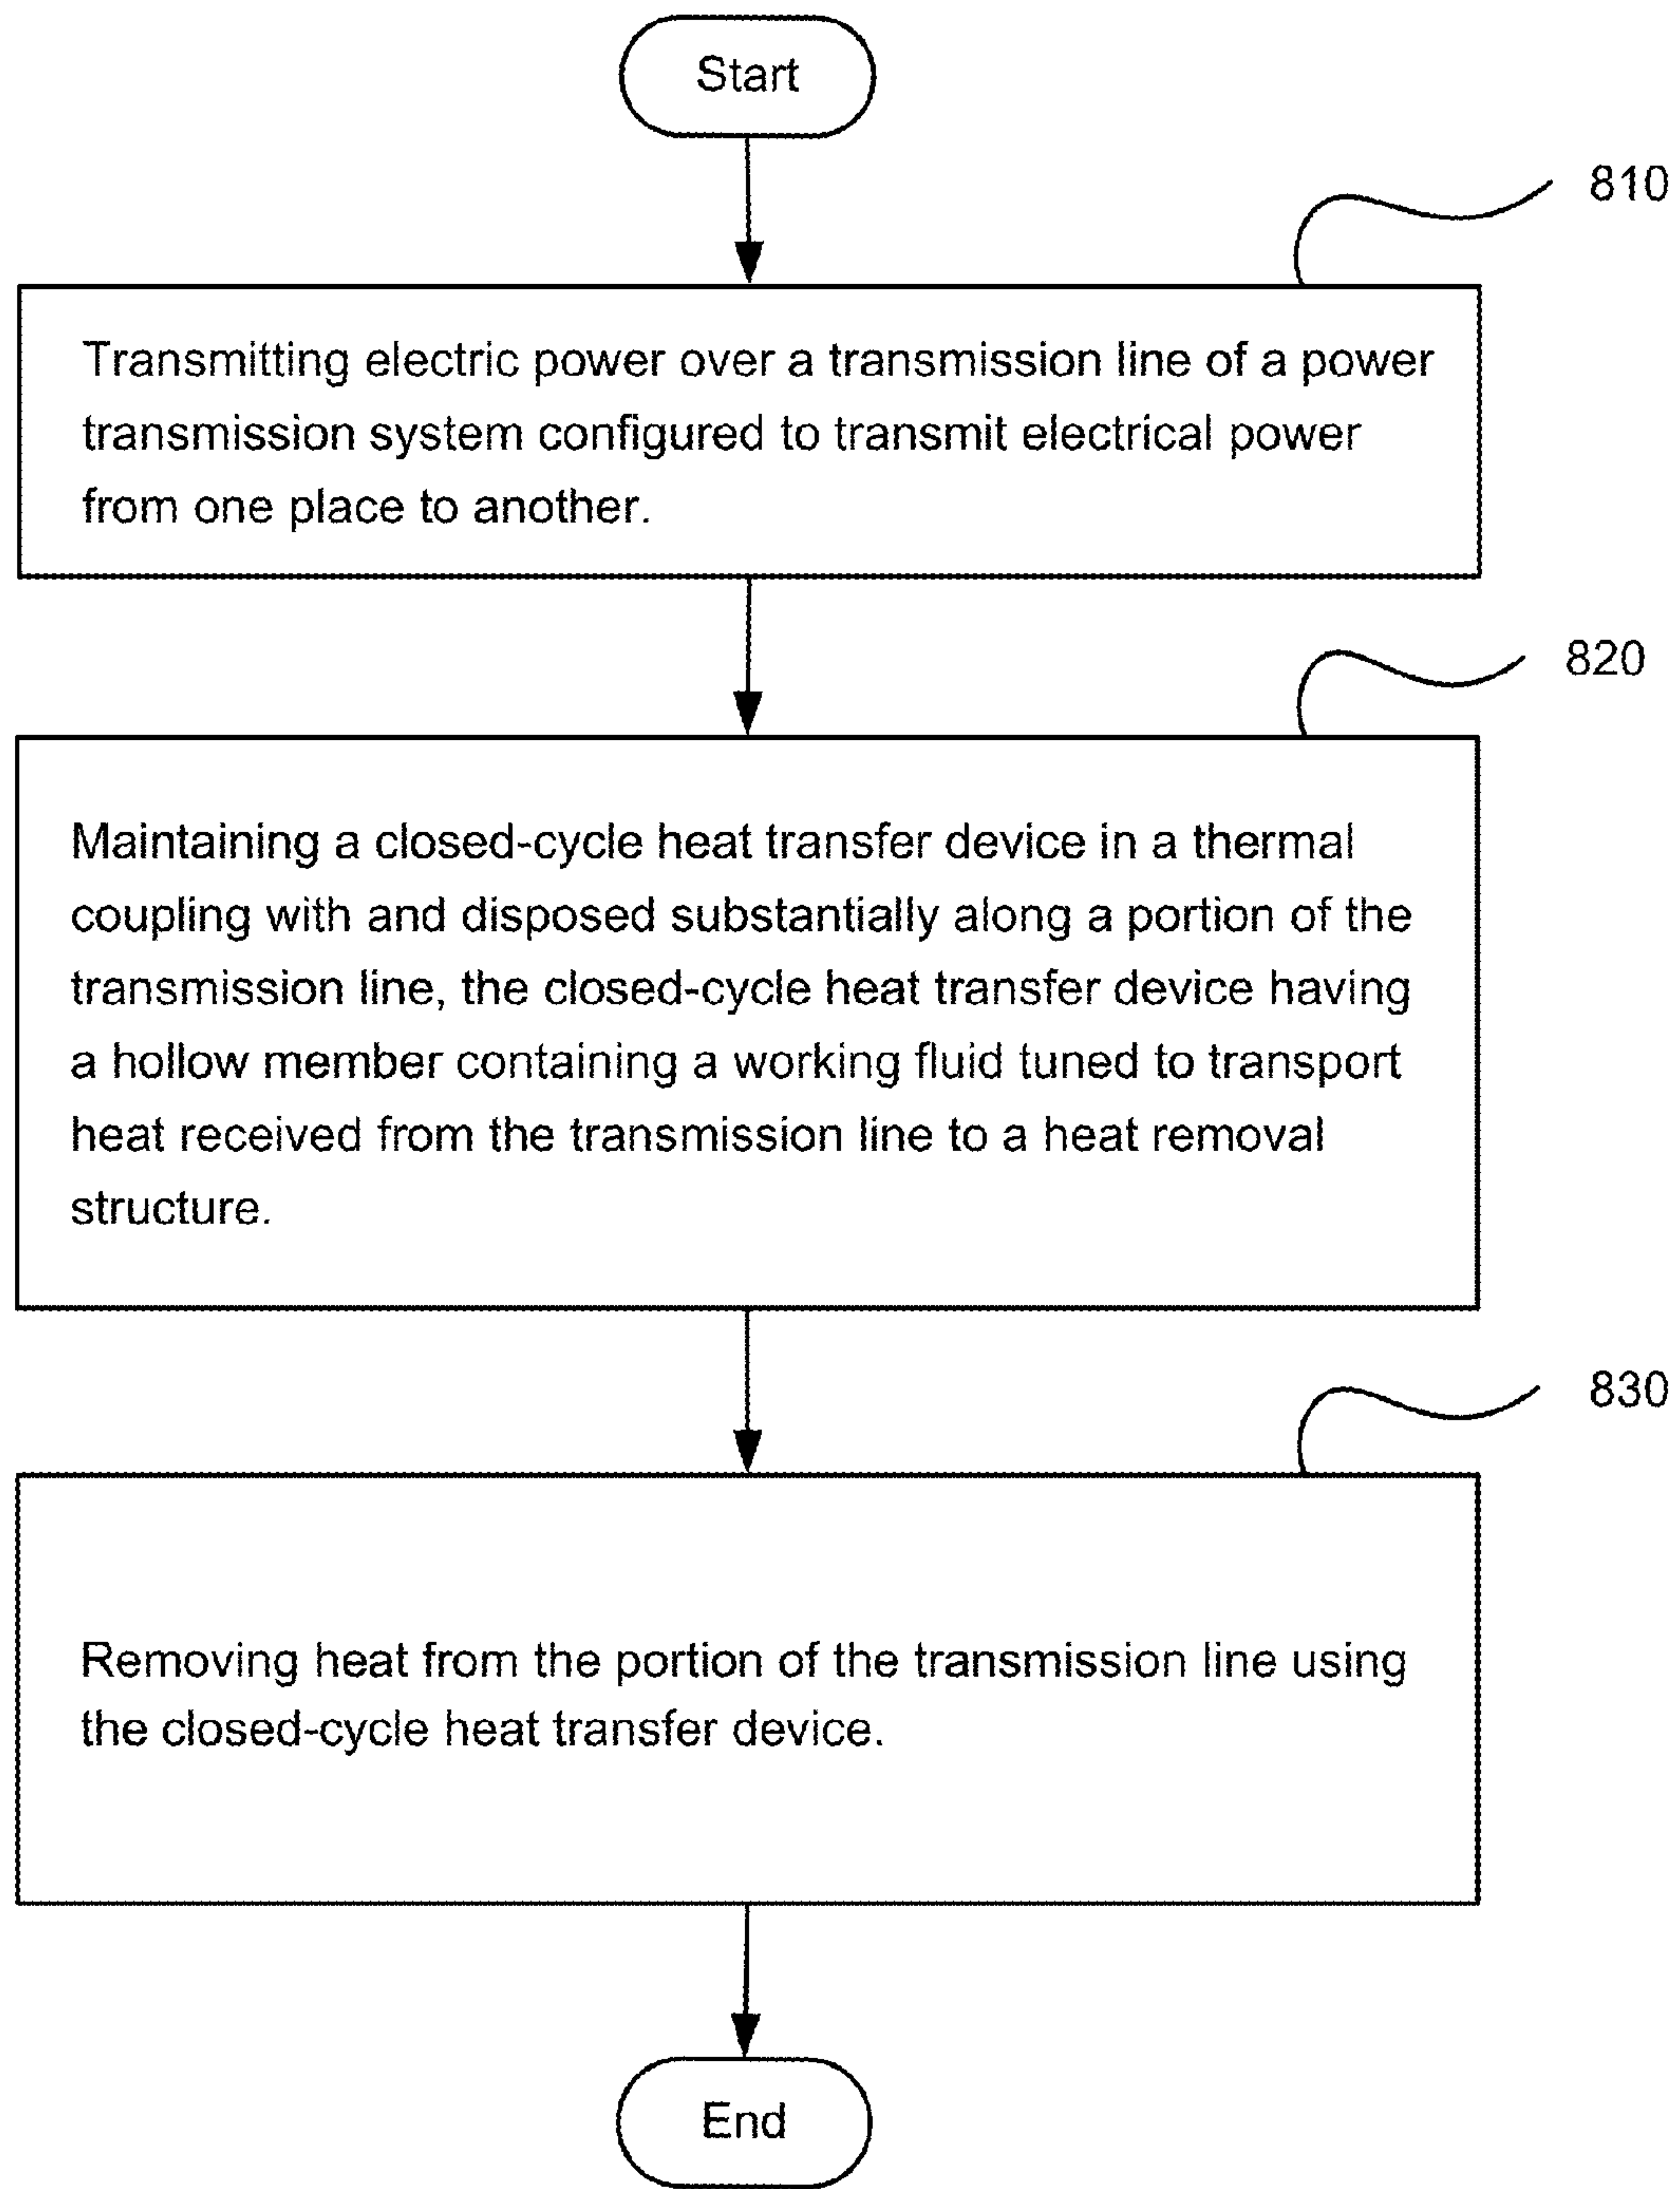 Start
810
Transmitting electric power over a transmission line of a power
transmission system configured to transmit electrical power
from one place to another.
820
Maintaining a closed-cycle heat transfer device in a thermal
coupling with and disposed substantially along a portion of the
transmission line, the closed-cycle heat transfer device having
a hollow member containing a working fluid tuned to transport
heat received from the transmission line to a heat removal
structure.
830
Removing heat from the portion of the transmission line using
the closed-cycle heat transfer device.
End